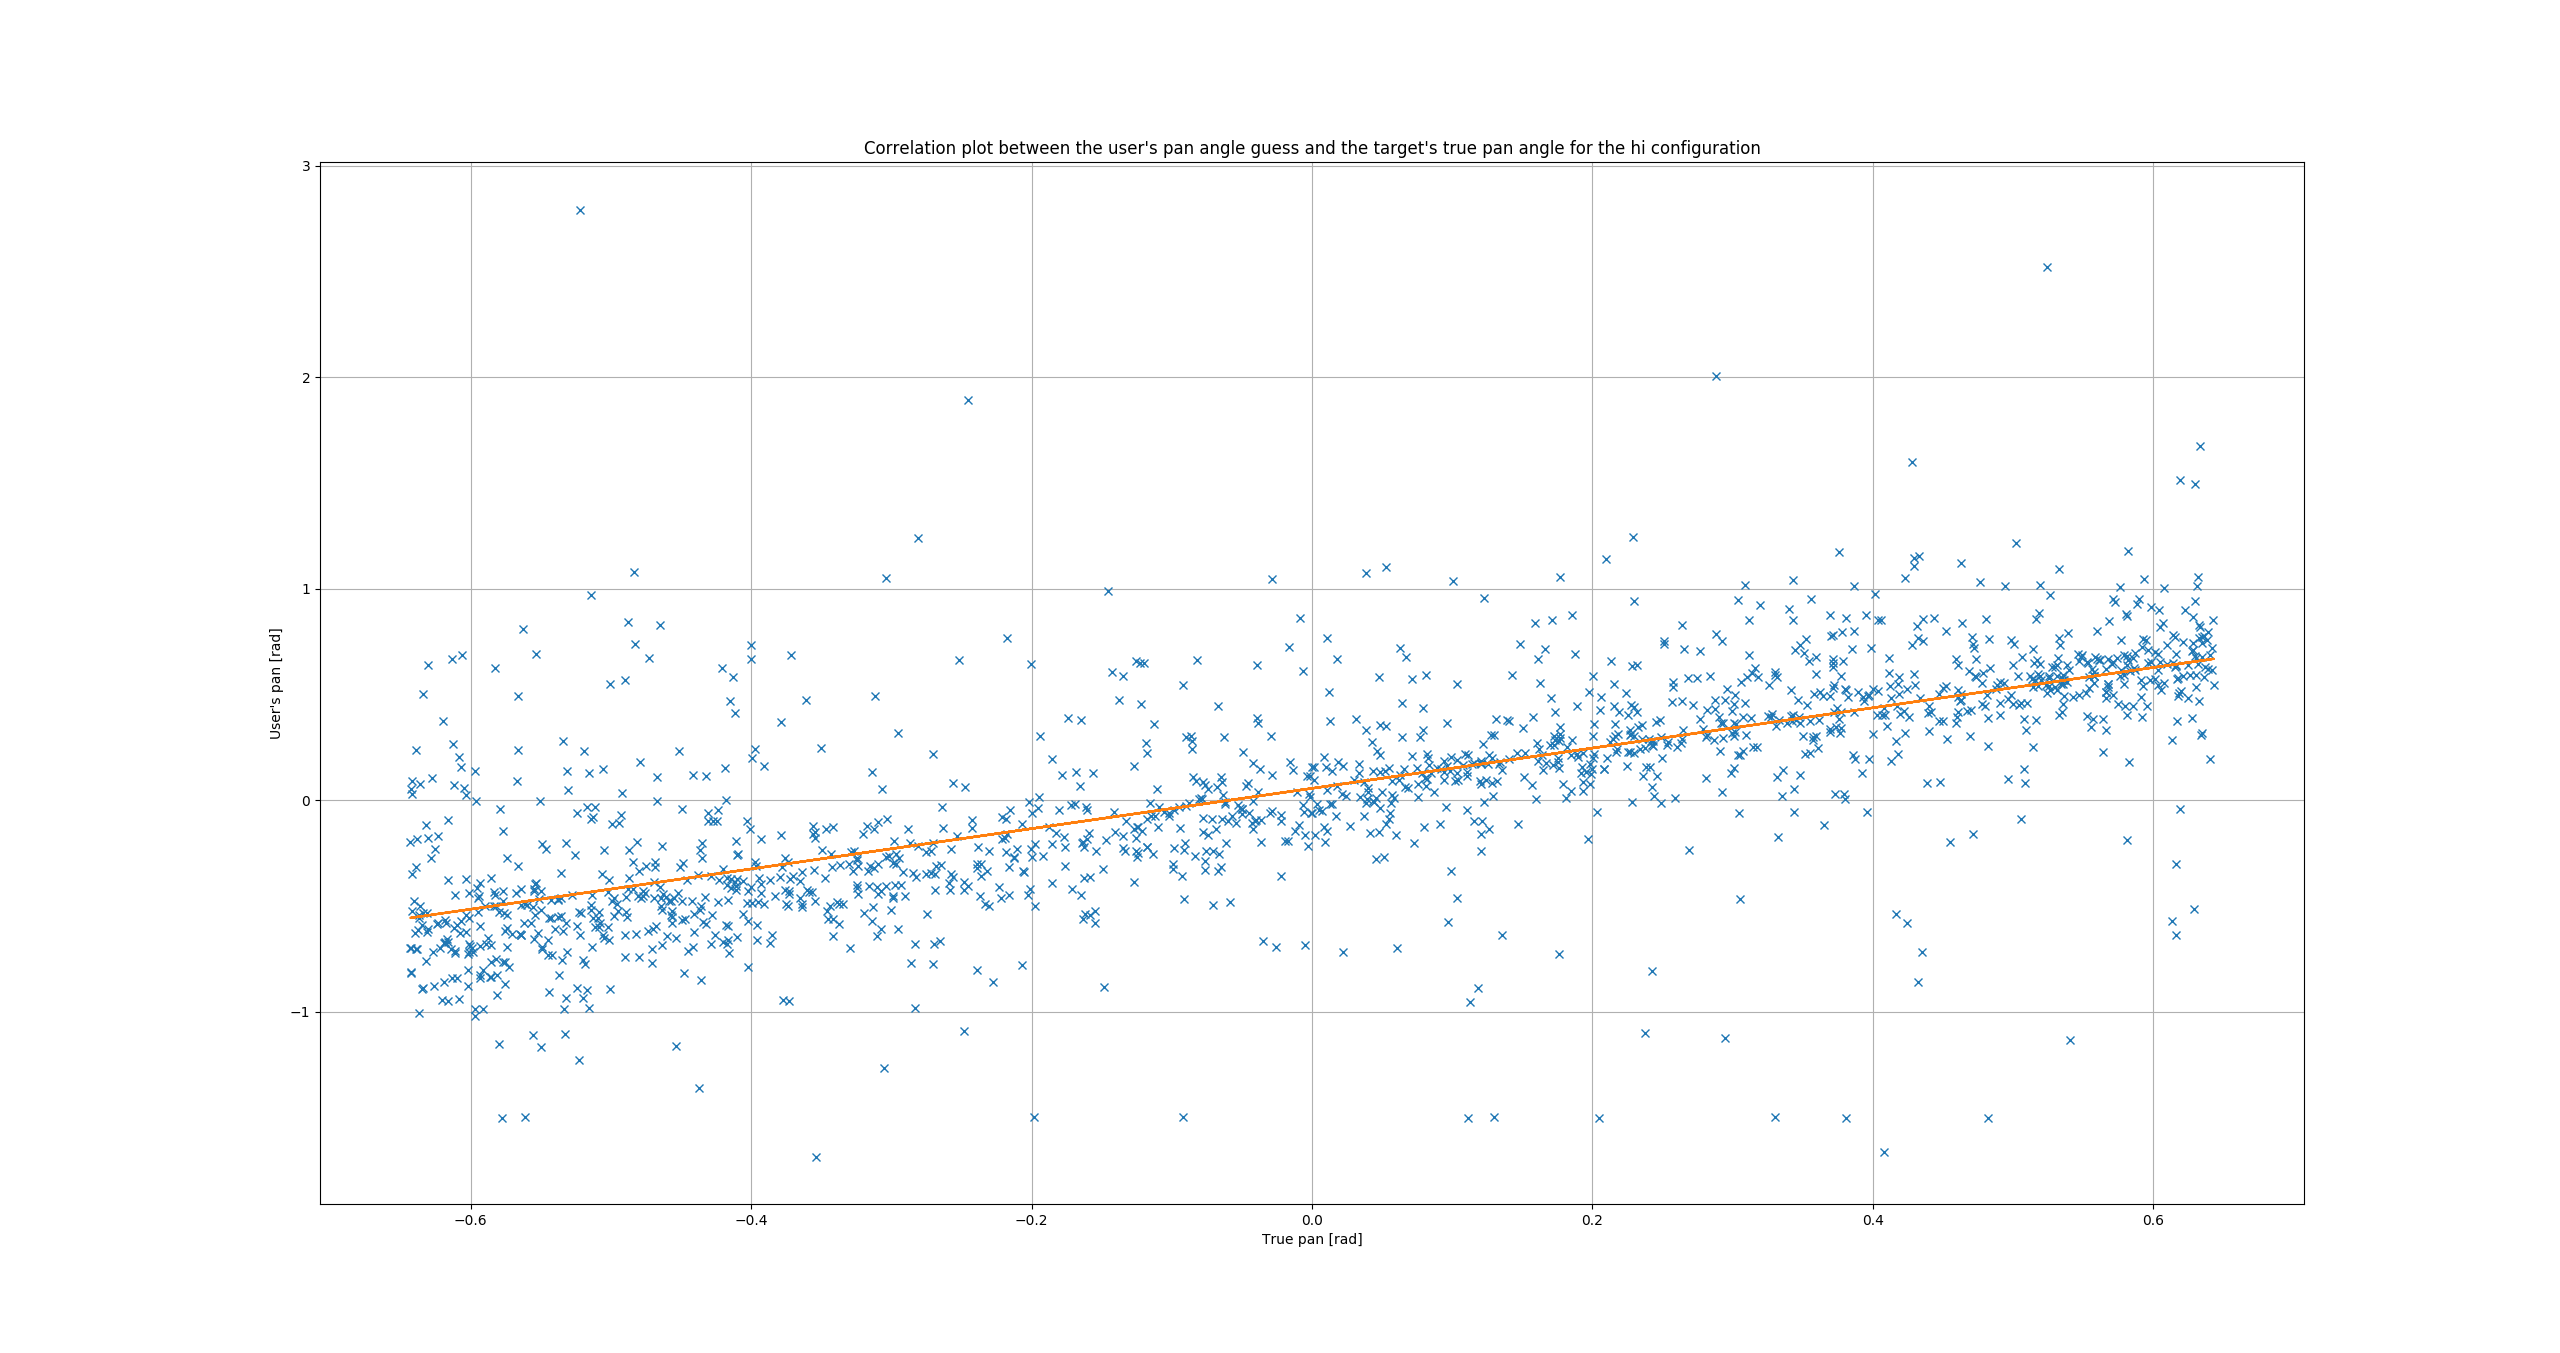 Correlation plot between the user's pan angle guess and the target's true pan angle for the hi configuration
3
2
1
0
−1
User's pan [rad]
−0.6 −0.4 −0.2 0.0 0.2 0.4 0.6
True pan [rad]